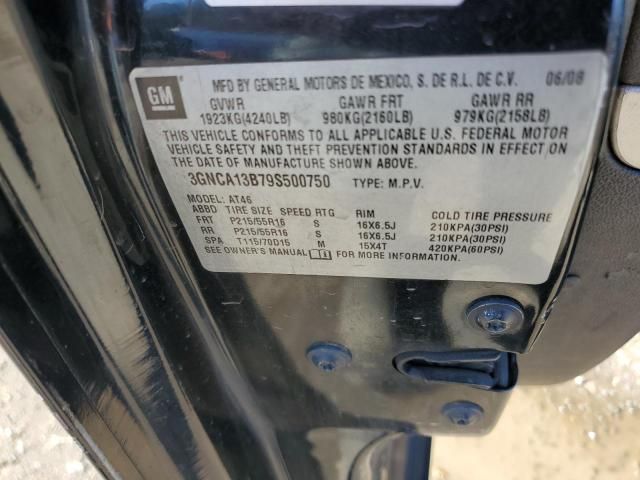 GM
MFD BY GENERAL MOTORS DE MEXICO, S. DE R.L. DE C.V. 06/08
GVWR GAWR FRT GAWR RR
1923KG(4240LB) 980KG(2160LB) 979KG(2158LB)
THIS VEHICLE CONFORMS TO ALL APPLICABLE U.S. FEDERAL MOTOR
VEHICLE SAFETY AND THEFT PREVENTION STANDARDS IN EFFECT ON
THE DATE OF MANUFACTURE SHOWN ABOVE.
3GNCA13B79S500750 TYPE: M.P.V.
MODEL: AT46
ABBD TIRE SIZE SPEED RTG RIM COLD TIRE PRESSURE
FRT P215/55R16 S 16X6.5J 210KPA(30PSI)
RR P215/55R16 S 16X6.5J 210KPA(30PSI)
SPA T115/70D15 M 15X4T 420KPA(60PSI)
SEE OWNER'S MANUAL FOR MORE INFORMATION.